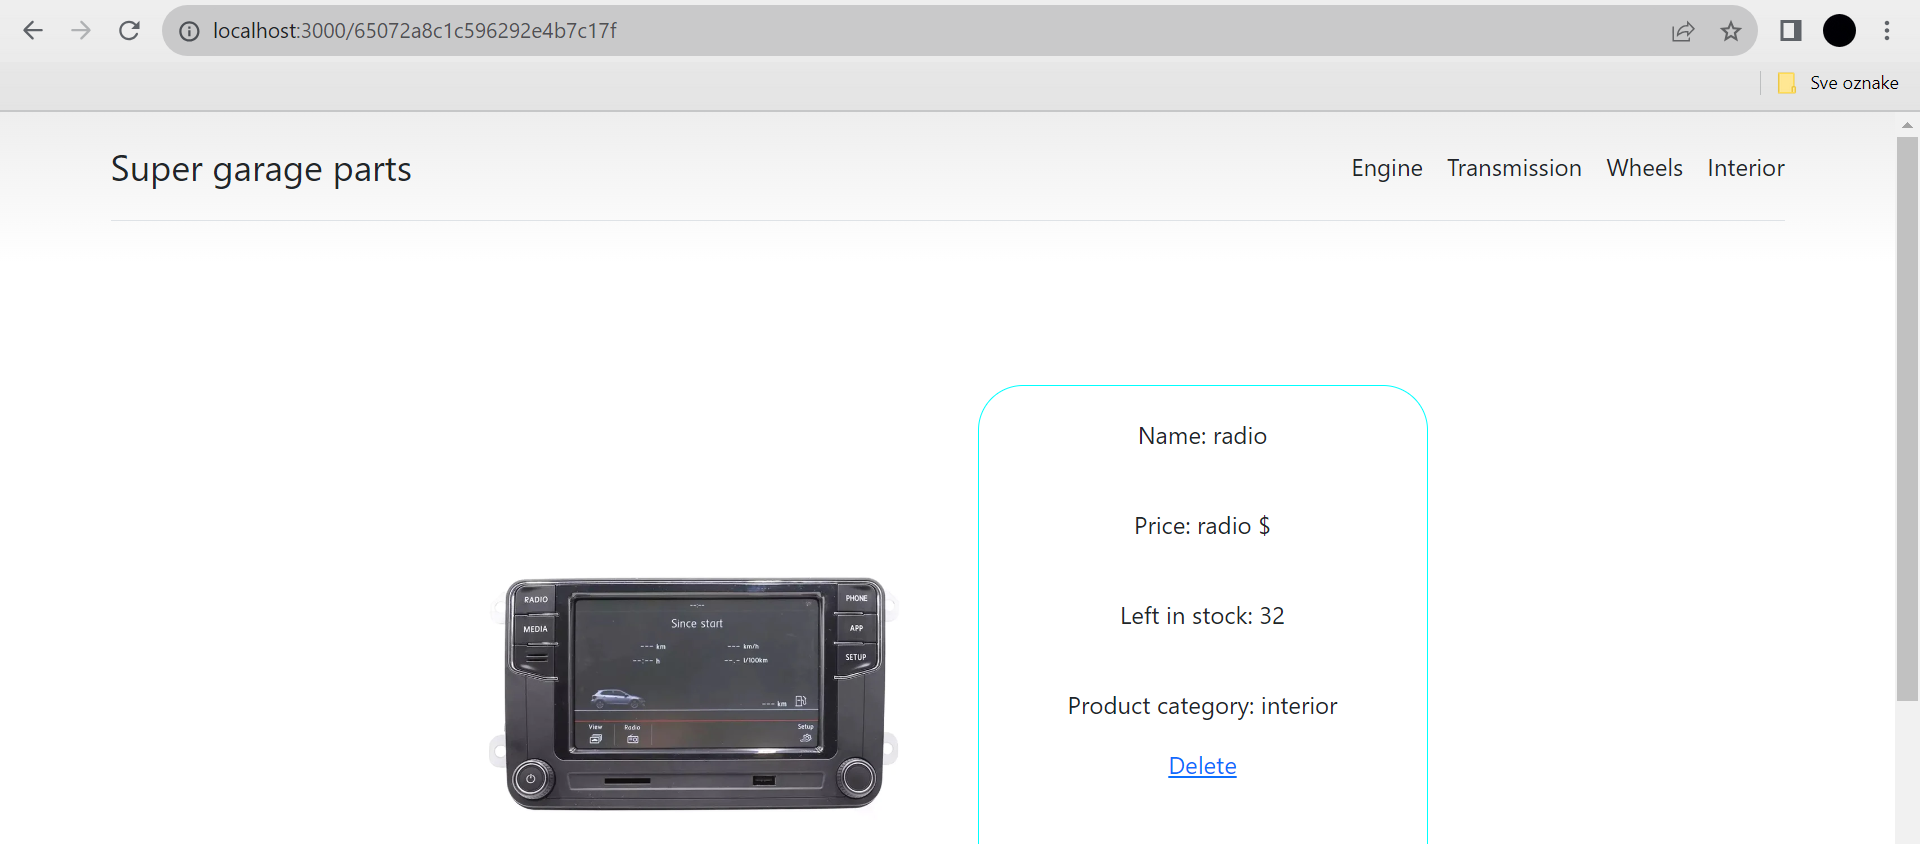 localhost:3000/65072a8c1c596292e4b7c17f
Sve oznake
Super garage parts
Engine Transmission Wheels Interior
Name: radio
Price: radio $
Left in stock: 32
Product category: interior
Delete
RADIO
MEDIA
PHONE
APP
SETUP
--:--
Since start
--- km
--- km/h
--:-- h
--.- l/100km
--- km
View
Radio
Setup